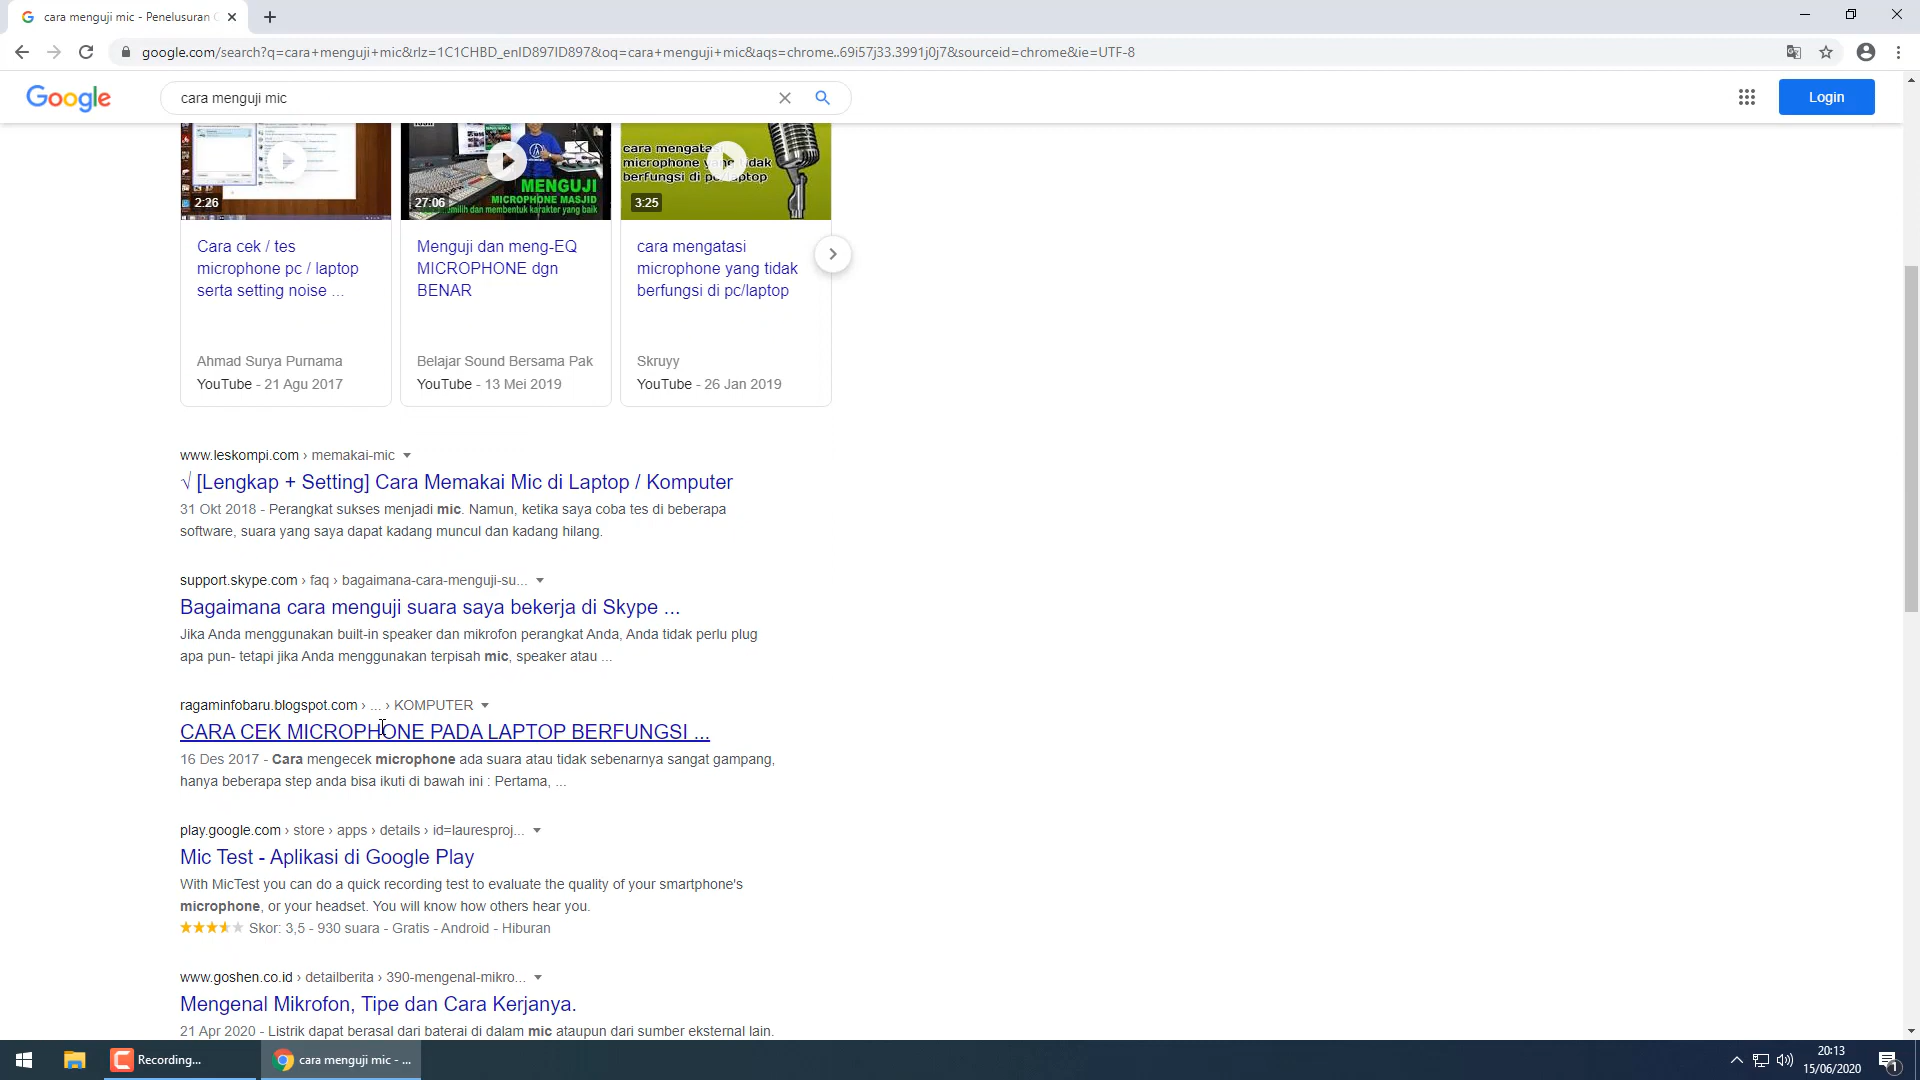 cara menguji mic - Penelusuran G
google.com/search?q=cara+menguji+mic&rlz=1C1CHBD_enID897ID897&oq=cara+menguji+mic&aqs=chrome..69i57j33.3991j0j7&sourceid=chrome&ie=UTF-8
Google
cara menguji mic
Login
2:26
27:06
MENGUJI
MICROPHONE MASJID
memilih dan membentuk karakter yang baik
cara mengatasi
microphone yang tidak
berfungsi di pc/laptop
3:25
Cara cek / tes
microphone pc / laptop
serta setting noise ...
Ahmad Surya Purnama
YouTube - 21 Agu 2017
Menguji dan meng-EQ
MICROPHONE dgn
BENAR
Belajar Sound Bersama Pak
YouTube - 13 Mei 2019
cara mengatasi
microphone yang tidak
berfungsi di pc/laptop
Skruyy
YouTube - 26 Jan 2019
www.leskompi.com › memakai-mic
√ [Lengkap + Setting] Cara Memakai Mic di Laptop / Komputer
31 Okt 2018 - Perangkat sukses menjadi mic. Namun, ketika saya coba tes di beberapa
software, suara yang saya dapat kadang muncul dan kadang hilang.
support.skype.com › faq › bagaimana-cara-menguji-su...
Bagaimana cara menguji suara saya bekerja di Skype ...
Jika Anda menggunakan built-in speaker dan mikrofon perangkat Anda, Anda tidak perlu plug
apa pun- tetapi jika Anda menggunakan terpisah mic, speaker atau ...
ragaminfobaru.blogspot.com › ... › KOMPUTER
CARA CEK MICROPHONE PADA LAPTOP BERFUNGSI ...
16 Des 2017 - Cara mengecek microphone ada suara atau tidak sebenarnya sangat gampang,
hanya beberapa step anda bisa ikuti di bawah ini : Pertama, ...
play.google.com › store › apps › details › id=lauresproj...
Mic Test - Aplikasi di Google Play
With MicTest you can do a quick recording test to evaluate the quality of your smartphone's
microphone, or your headset. You will know how others hear you.
Skor: 3,5 - 930 suara - Gratis - Android - Hiburan
www.goshen.co.id › detailberita › 390-mengenal-mikro...
Mengenal Mikrofon, Tipe dan Cara Kerjanya.
21 Apr 2020 - Listrik dapat berasal dari baterai di dalam mic ataupun dari sumber eksternal lain.
Recording...
cara menguji mic - ...
20:13
15/06/2020
1